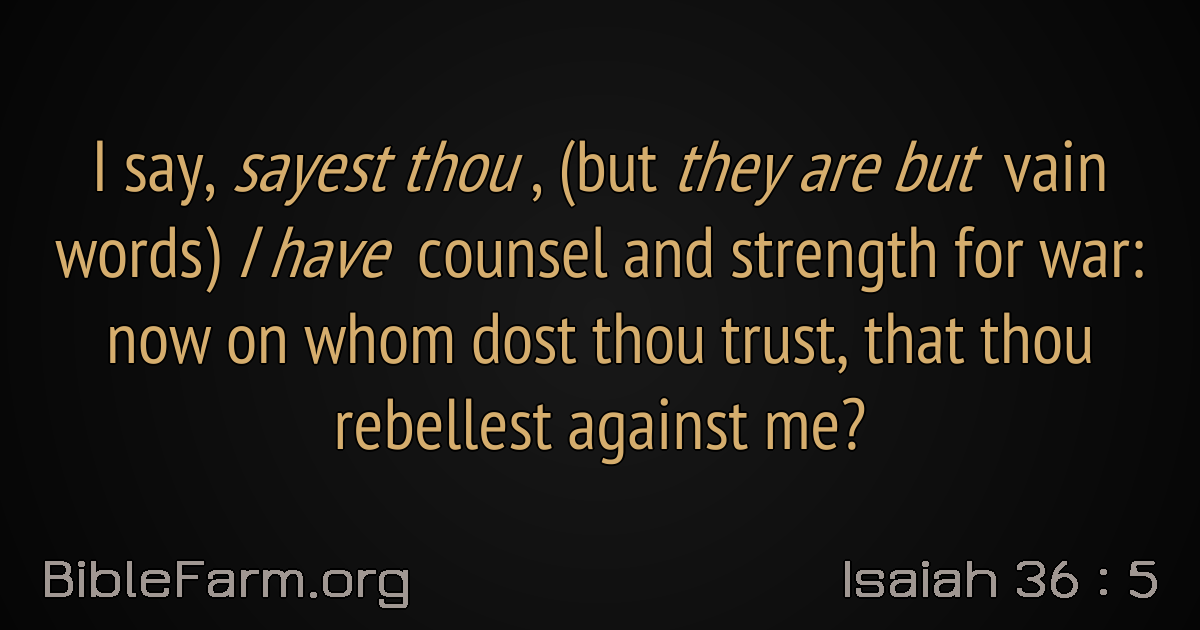 I say, sayest thou , (but they are but vain
words) I have counsel and strength for war:
now on whom dost thou trust, that thou
rebellest against me?
BibleFarm.org
Isaiah 36 : 5